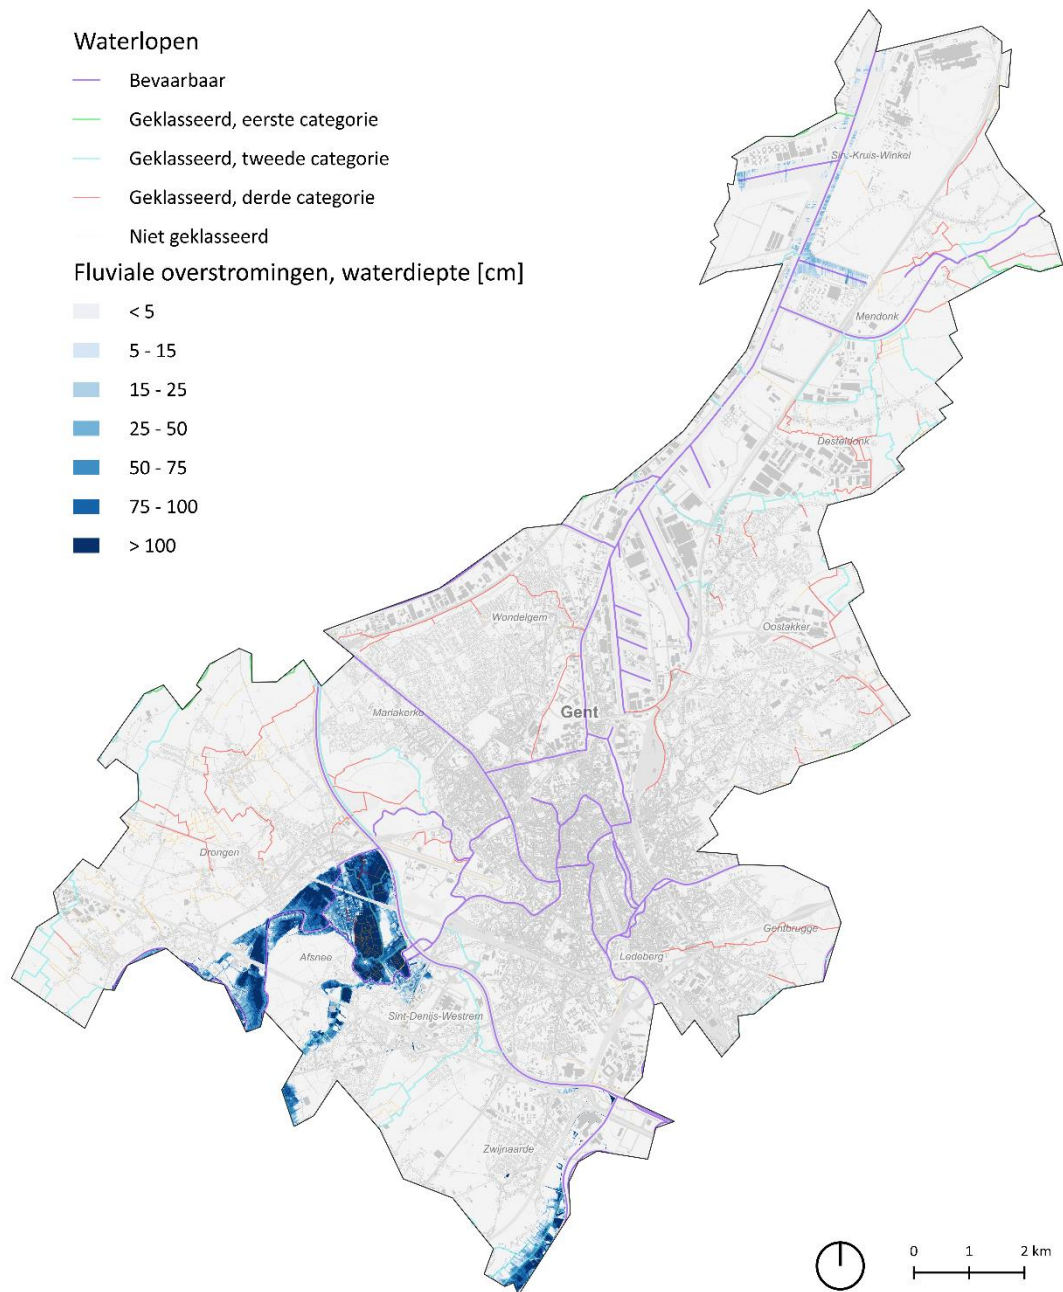 Waterlopen
Bevaarbaar
Geklasseerd, eerste categorie
Geklasseerd, tweede categorie
Geklasseerd, derde categorie
Niet geklasseerd
Fluviale overstromingen, waterdiepte [cm]
< 5
5 - 15
15 - 25
25 - 50
50 - 75
75 - 100
> 100
Sint-Kruis-Winkel
Mendonk
Desteldonk
Wondelgem
Oostakker
Mariakerke
Gent
Drongen
Gentbrugge
Afsnee
Ledeberg
Sint-Denijs-Westrem
Zwijnaarde
0 1 2 km